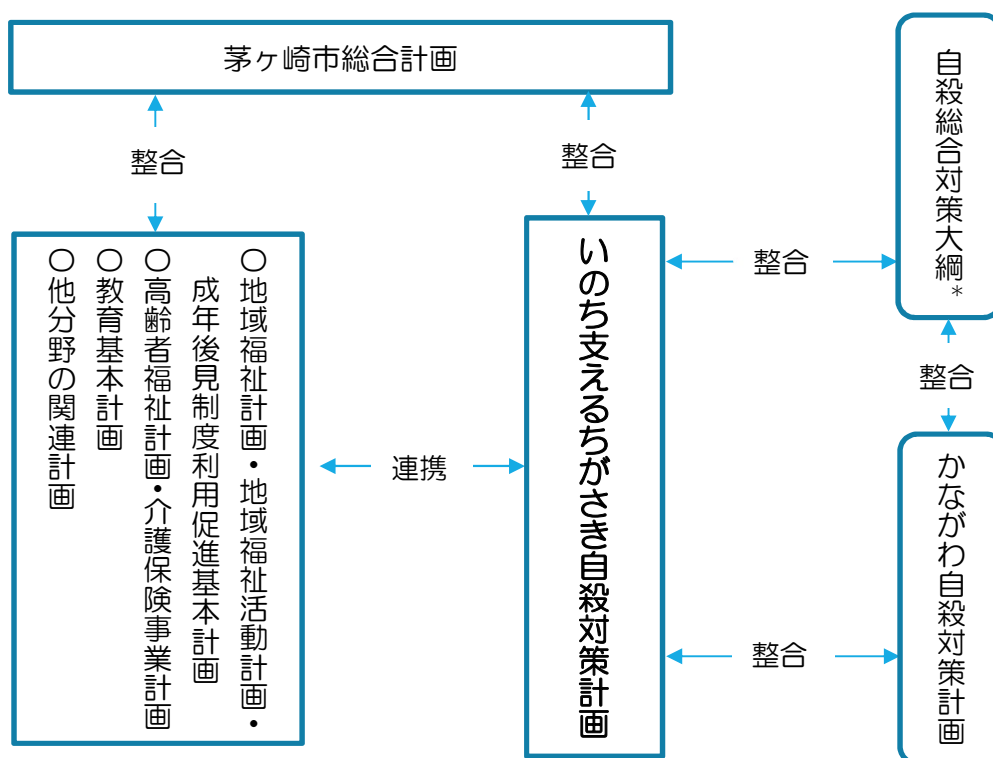 茅ヶ崎市総合計画
整合
整合
自殺総合対策大綱*
いのち支えるちがさき自殺対策計画
整合
整合
〇地域福祉計画・地域福祉活動計画・
成年後見制度利用促進基本計画
〇高齢者福祉計画・介護保険事業計画
〇教育基本計画
〇他分野の関連計画
連携
かながわ自殺対策計画
整合